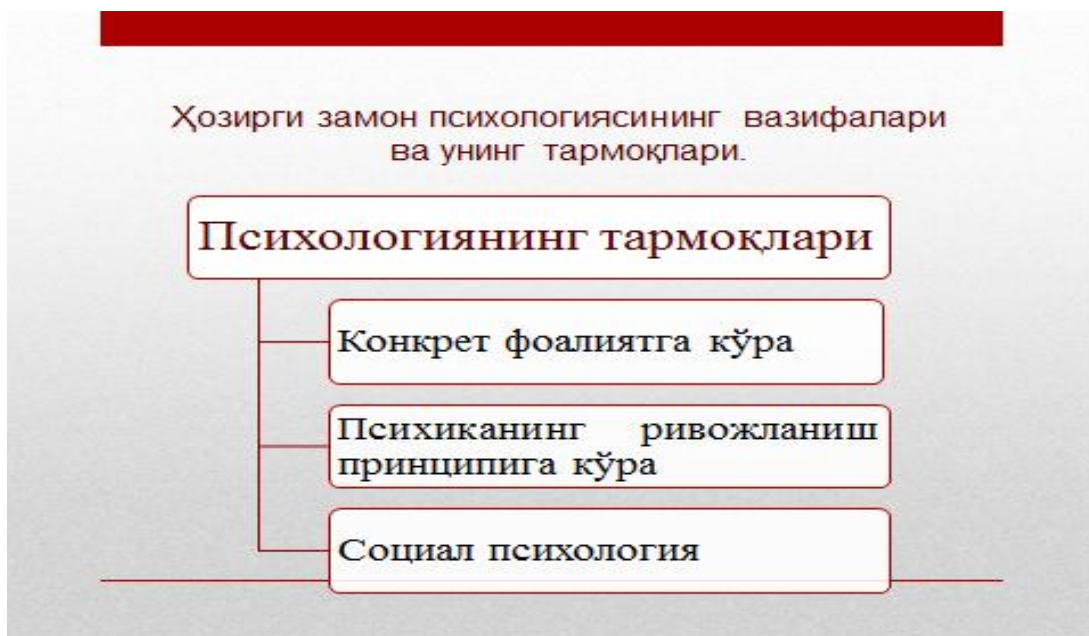 Ҳозирги замон психологиясининг вазифалари
ва унинг тармоқлари.
Психологиянинг тармоқлари
Конкрет фоалиятга кўра
Психиканинг ривожланиш
принципига кўра
Социал психология